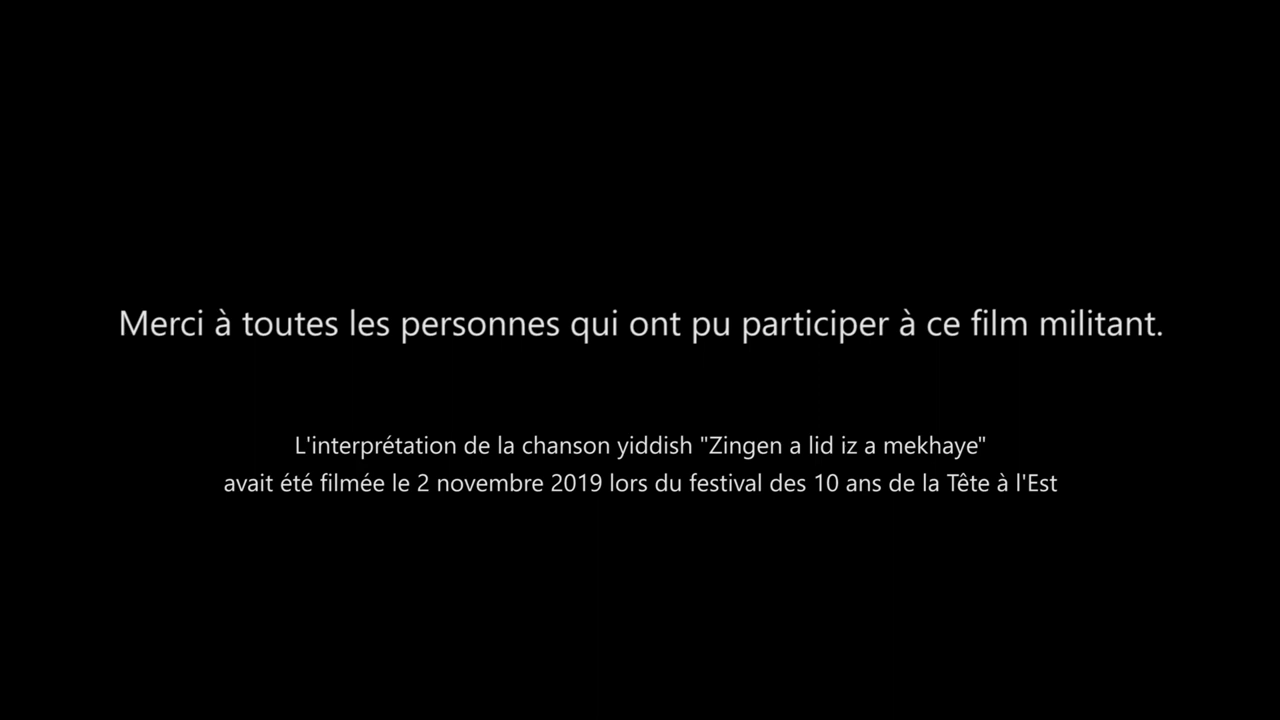 Merci à toutes les personnes qui ont pu participer à ce film militant.
L'interprétation de la chanson yiddish "Zingen a lid iz a mekhaye"
avait été filmée le 2 novembre 2019 lors du festival des 10 ans de la Tête à l'Est